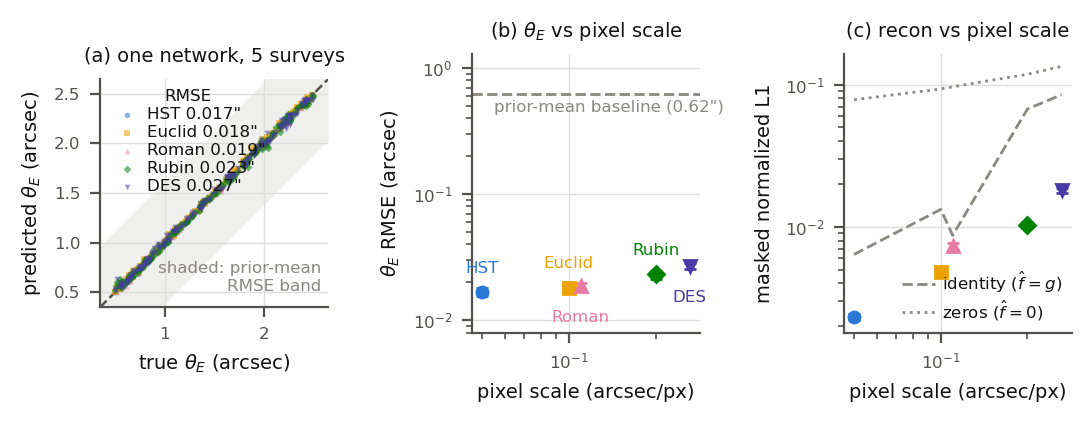 (a) one network, 5 surveys
predicted θ_E (arcsec)
2.5
2.0
1.5
1.0
0.5
RMSE
HST 0.017"
Euclid 0.018"
Roman 0.019"
Rubin 0.023"
DES 0.027"
shaded: prior-mean
RMSE band
1
2
true θ_E (arcsec)
(b) θ_E vs pixel scale
θ_E RMSE (arcsec)
10⁰
10⁻¹
10⁻²
prior-mean baseline (0.62")
HST
Euclid
Roman
Rubin
DES
10⁻¹
pixel scale (arcsec/px)
(c) recon vs pixel scale
masked normalized L1
10⁻¹
10⁻²
identity (f̂ = g)
zeros (f̂ = 0)
10⁻¹
pixel scale (arcsec/px)